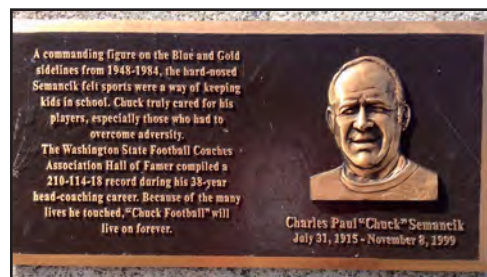 A commanding figure on the Blue and Gold
sidelines from 1948-1984, the hard-nosed
Semancik felt sports were a way of keeping
kids in school. Chuck truly cared for his
players, especially those who had to
overcome adversity.
The Washington State Football Coaches
Association Hall of Famer compiled a
210-114-18 record during his 38-year
head-coaching career. Because of the many
lives he touched, "Chuck Football" will
live on forever.
Charles Paul "Chuck" Semancik
July 31, 1915 - November 8, 1999